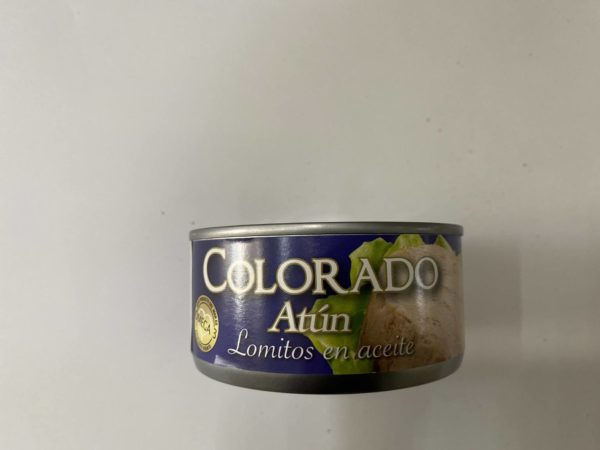 COLORADO
Atún
Lomitos en aceite